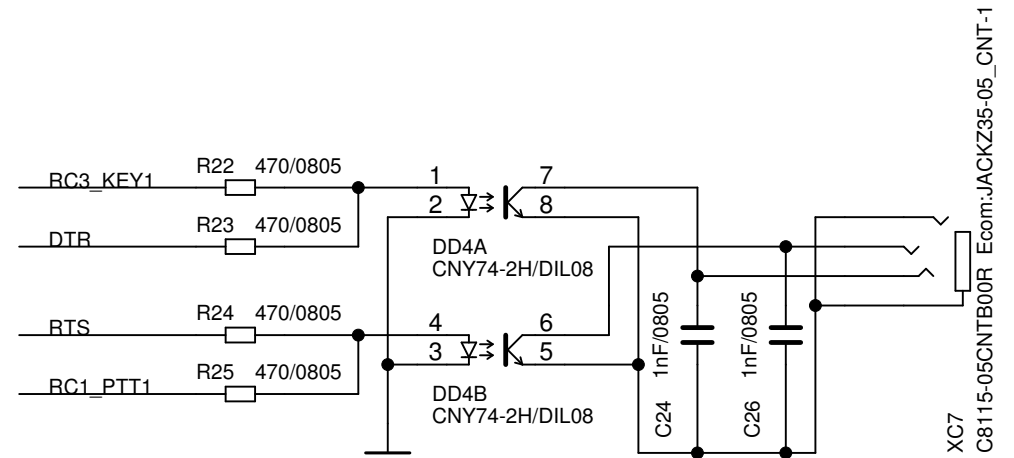 RC3_KEY1
R22 470/0805
DTR
R23 470/0805
RTS
R24 470/0805
RC1_PTT1
R25 470/0805
1
2
7
8
DD4A
CNY74-2H/DIL08
4
3
6
5
DD4B
CNY74-2H/DIL08
C24 1nF/0805
C26 1nF/0805
XC7
C8115-05CNTB00R Ecom:JACKZ35-05_CNT-1